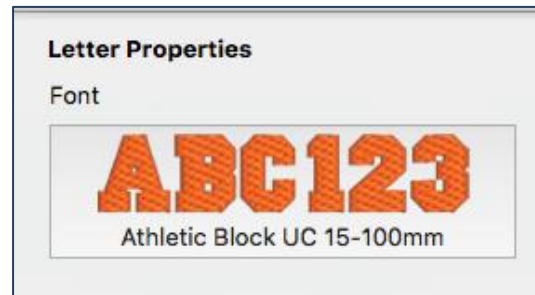 Letter Properties
Font
ABC123
Athletic Block UC 15-100mm